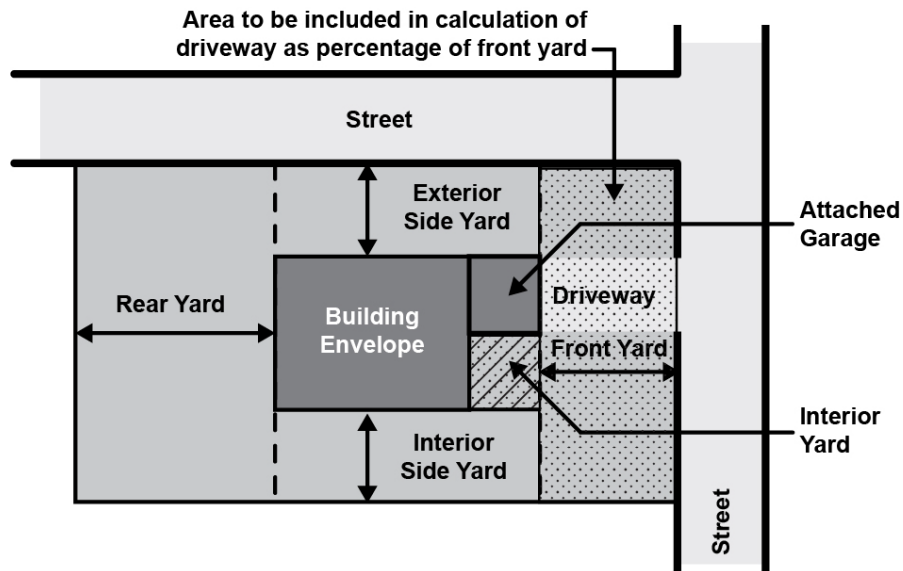 Area to be included in calculation of
driveway as percentage of front yard
Street
Exterior
Side Yard
Attached
Garage
Rear Yard
Building
Envelope
Driveway
Front Yard
Interior
Side Yard
Interior
Yard
Street